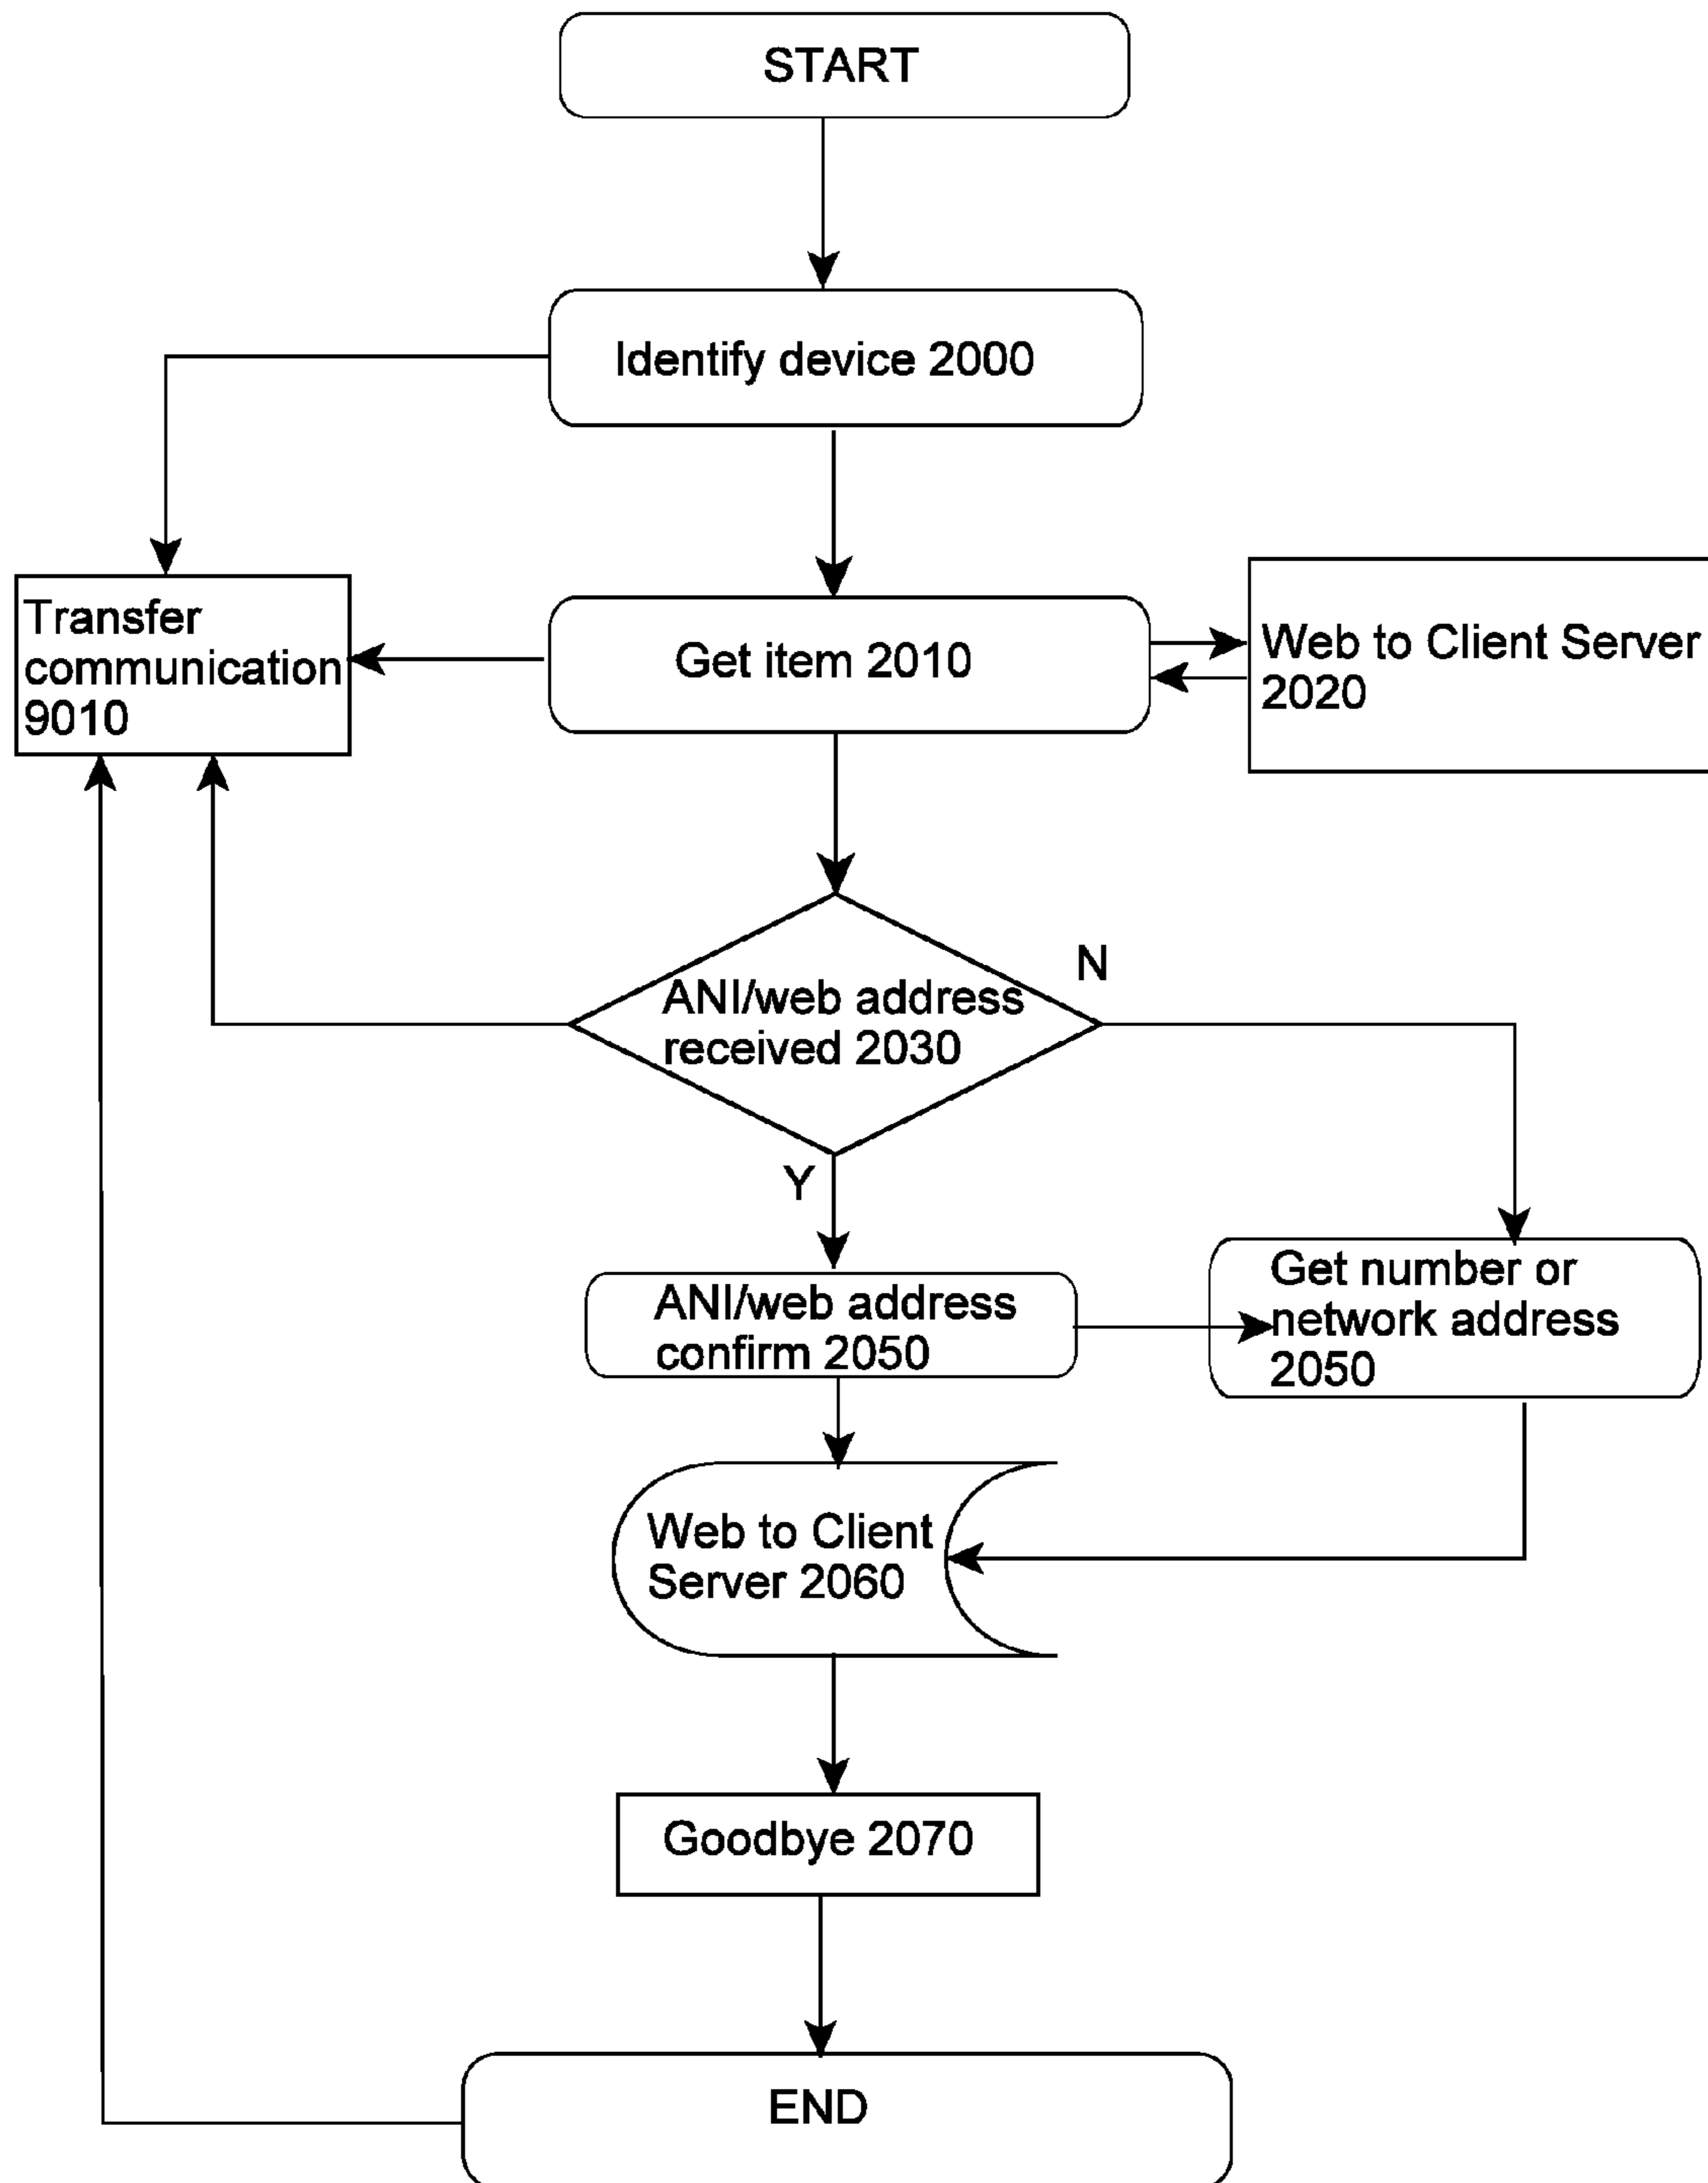 START
Identify device 2000
Transfer
communication
9010
Get item 2010
Web to Client Server
2020
N
ANI/web address
received 2030
Y
ANI/web address
confirm 2050
Get number or
network address
2050
Web to Client
Server 2060
Goodbye 2070
END